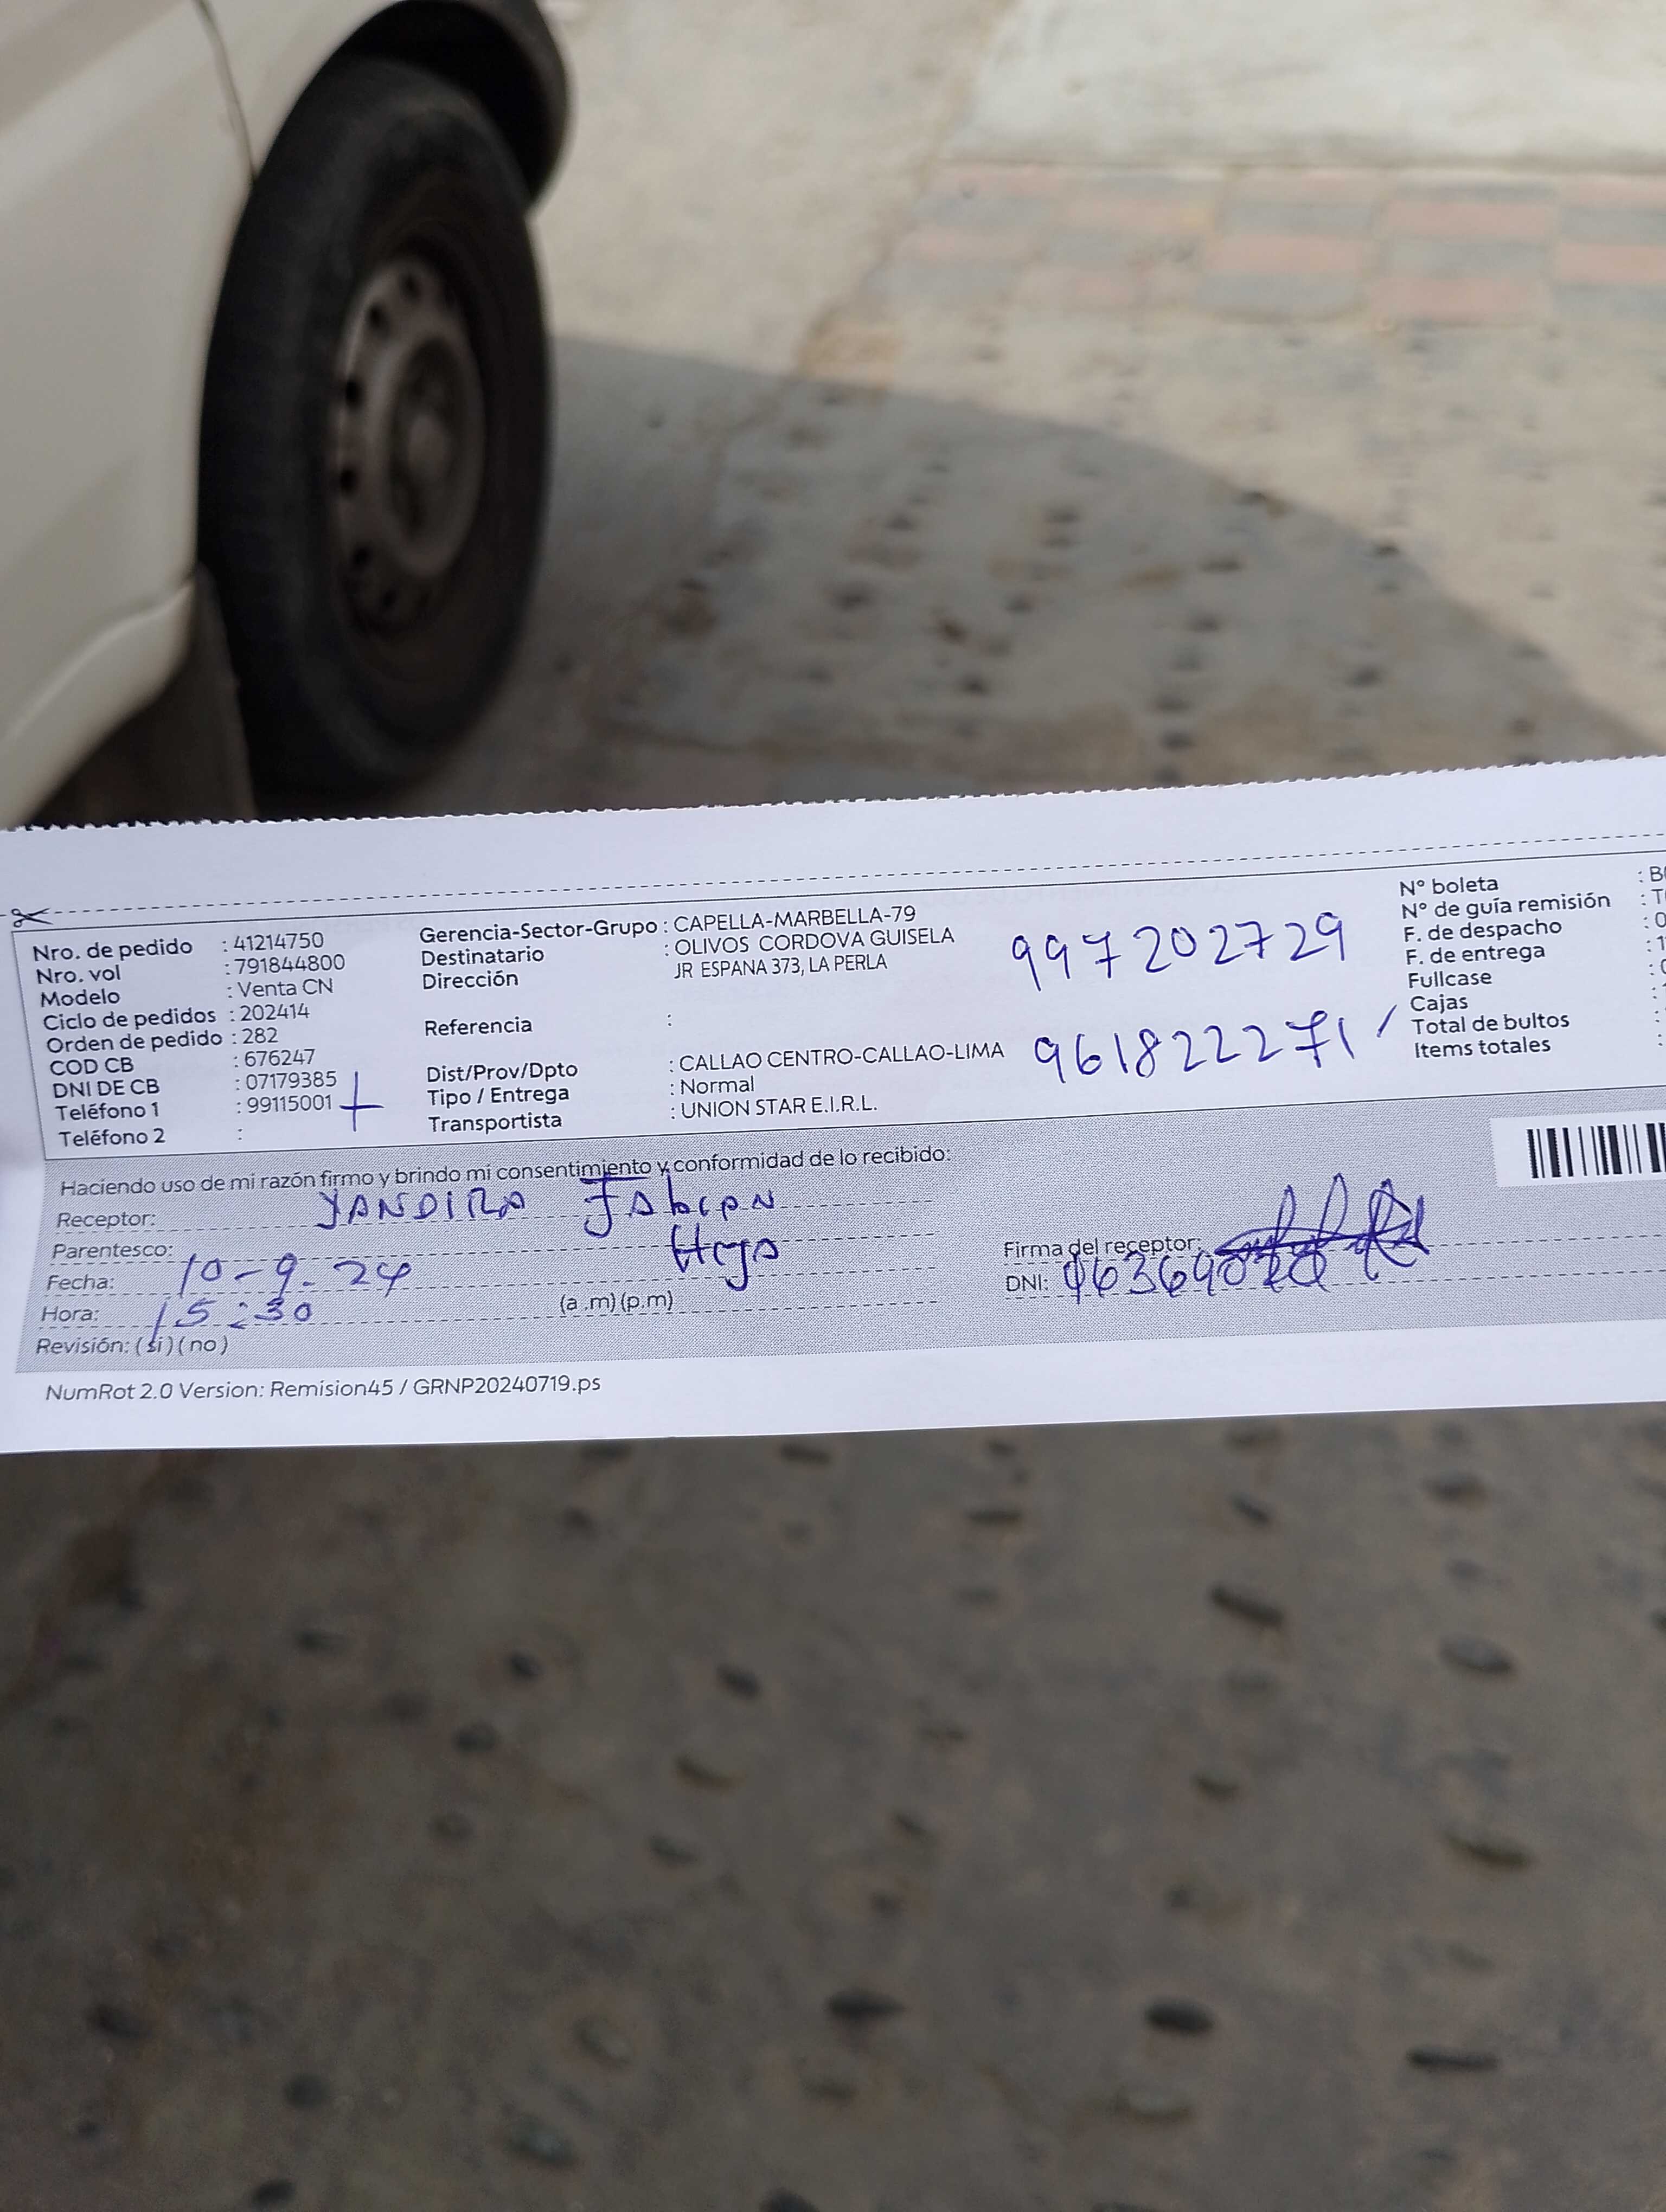 Nro. de pedido : 41214750
Nro. vol : 791844800
Modelo : Venta CN
Ciclo de pedidos : 202414
Orden de pedido : 282
COD CB : 676247
DNI DE CB : 07179385
Teléfono 1 : 99115001
Teléfono 2 :
Gerencia-Sector-Grupo : CAPELLA-MARBELLA-79
Destinatario : OLIVOS CORDOVA GUISELA
Dirección JR ESPANA 373, LA PERLA
Referencia :
Dist/Prov/Dpto : CALLAO CENTRO-CALLAO-LIMA
Tipo / Entrega : Normal
Transportista : UNION STAR E.I.R.L.
997202729
961822271
N° boleta : B
N° de guía remisión : T
F. de despacho : 0
F. de entrega : 1
Fullcase :
Cajas :
Total de bultos :
Items totales :
Haciendo uso de mi razón firmo y brindo mi consentimiento y conformidad de lo recibido:
Receptor: YANDIRA Fabian
Parentesco: Hija
Fecha: 10-9-24
Hora: 15:30 (a .m) (p.m)
Revisión: ( si ) ( no )
Firma del receptor:
DNI:
NumRot 2.0 Version: Remision45 / GRNP20240719.ps